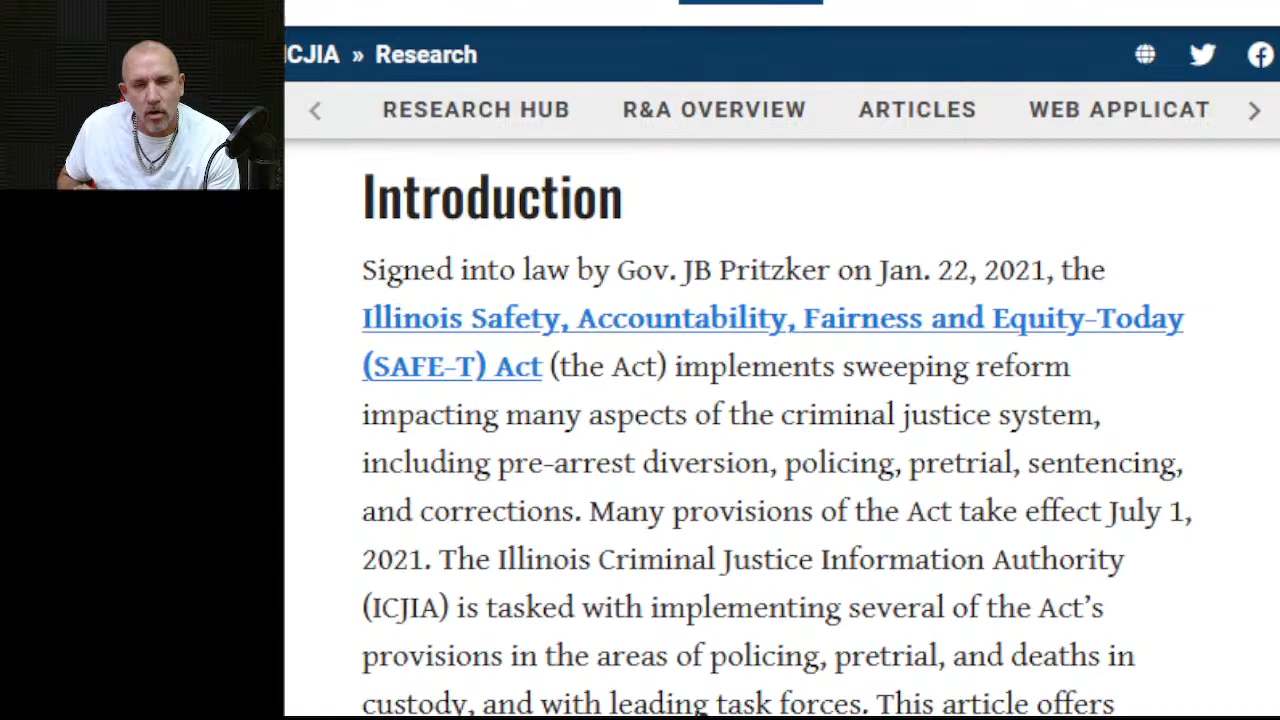 ICJIA » Research
RESEARCH HUB R&A OVERVIEW ARTICLES WEB APPLICAT
Introduction
Signed into law by Gov. JB Pritzker on Jan. 22, 2021, the
Illinois Safety, Accountability, Fairness and Equity-Today
(SAFE-T) Act (the Act) implements sweeping reform
impacting many aspects of the criminal justice system,
including pre-arrest diversion, policing, pretrial, sentencing,
and corrections. Many provisions of the Act take effect July 1,
2021. The Illinois Criminal Justice Information Authority
(ICJIA) is tasked with implementing several of the Act’s
provisions in the areas of policing, pretrial, and deaths in
custody, and with leading task forces. This article offers